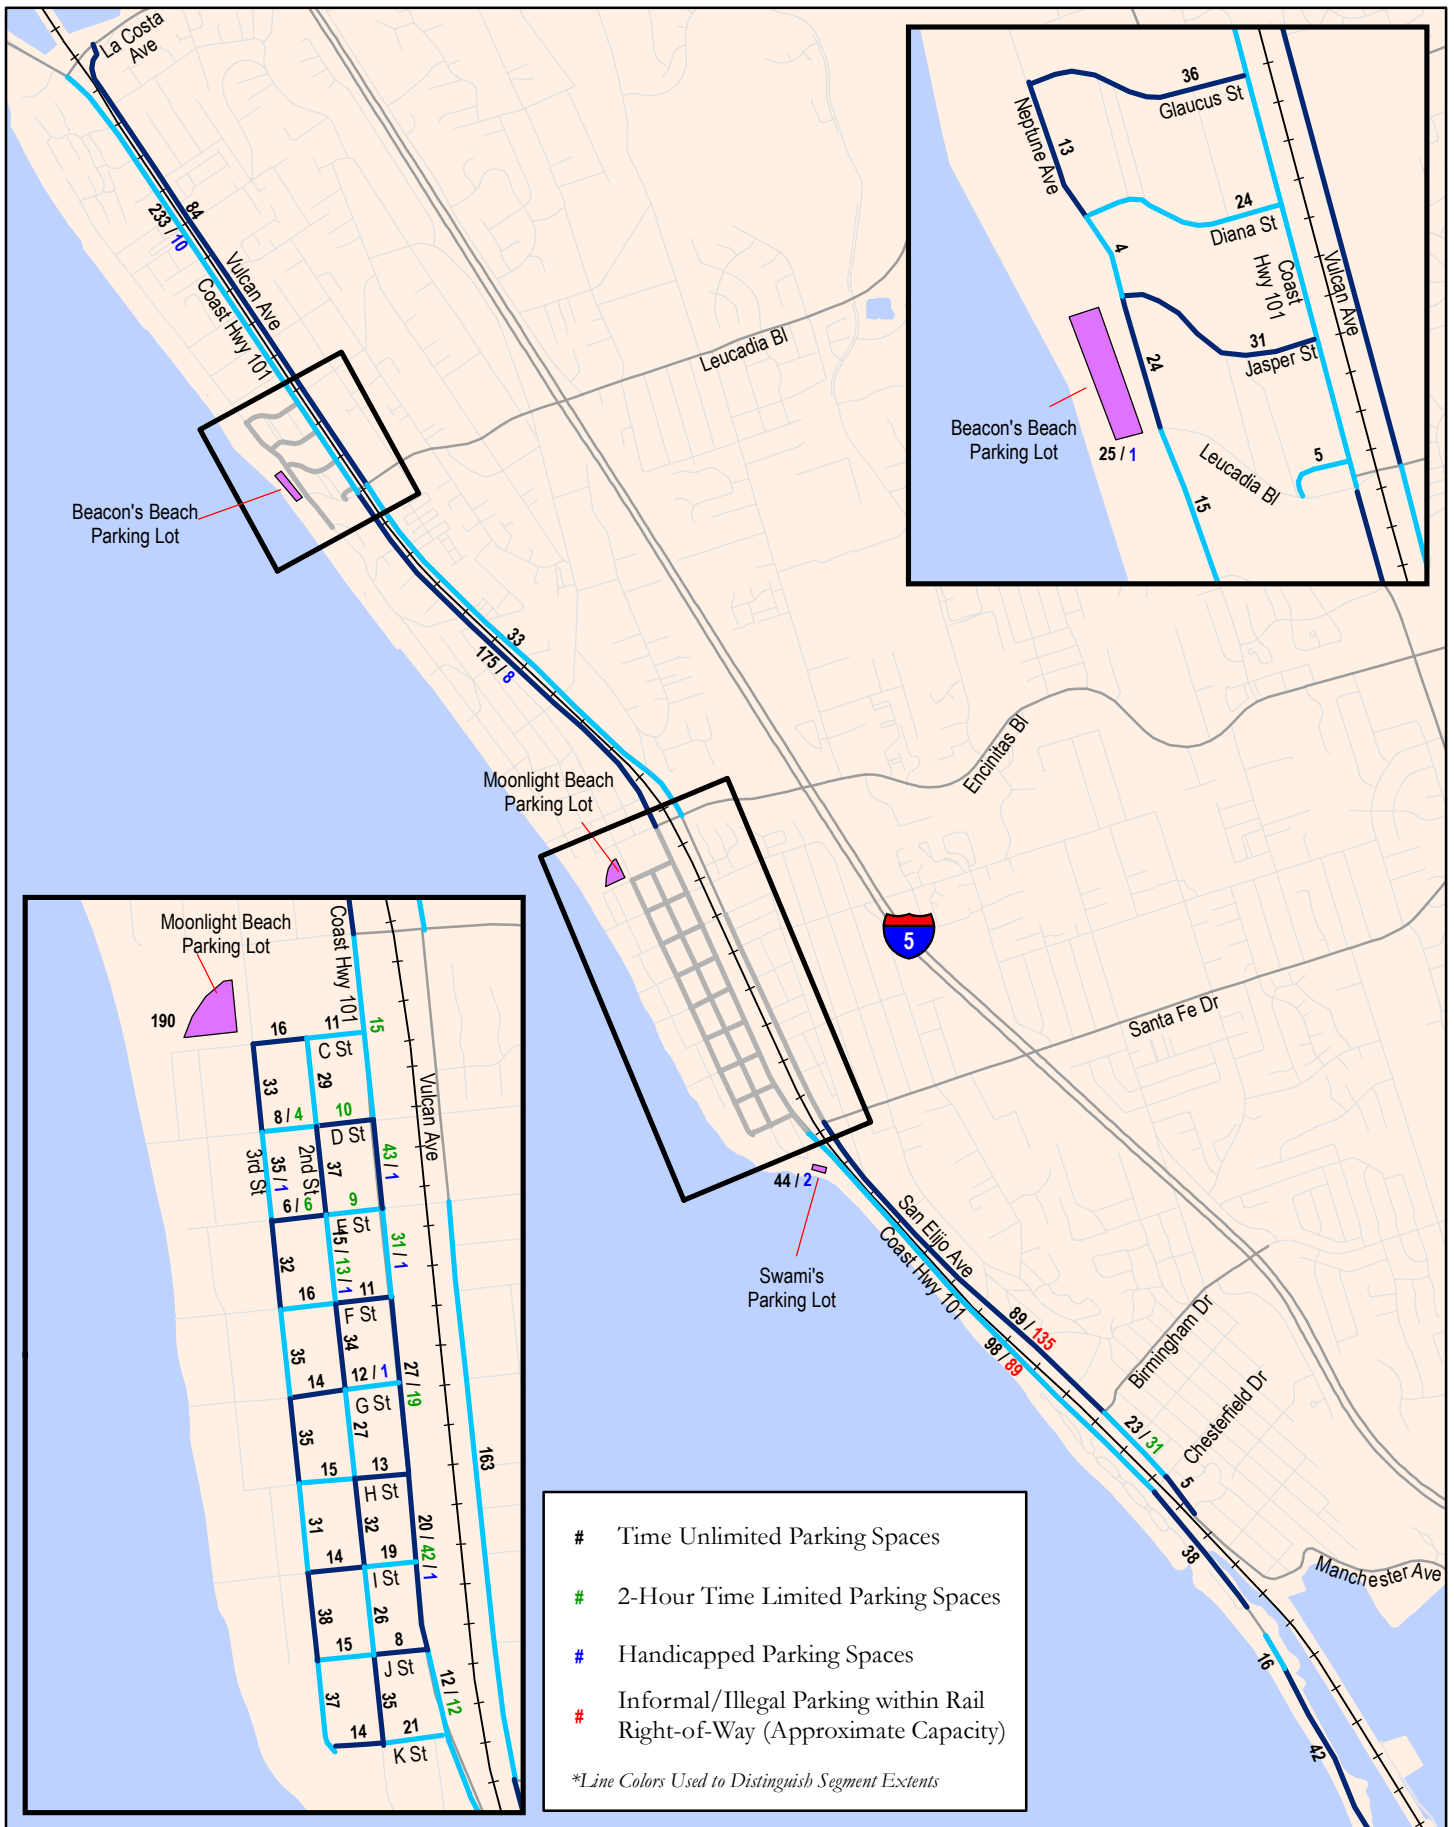 La Costa
Ave
84
233 / 10
Vulcan Ave
Coast Hwy 101
Leucadia Bl
Beacon's Beach
Parking Lot
33
175 / 8
Moonlight Beach
Parking Lot
Encinitas Bl
5
Santa Fe Dr
44 / 2
Swami's
Parking Lot
San Elijo Ave
Coast Hwy 101
89 / 135
98 / 89
Birmingham Dr
Chesterfield Dr
23 / 31
5
38
Manchester Ave
16
42
36
Glaucus St
Neptune Ave
13
24
Diana St
4
Coast
Hwy 101
Vulcan Ave
31
Jasper St
24
Beacon's Beach
Parking Lot
25 / 1
Leucadia Bl
5
15
Moonlight Beach
Parking Lot
Coast Hwy 101
190
16
11
15
C St
33
29
Vulcan Ave
8 / 4
10
D St
3rd St
35 / 1
2nd St
37
43 / 1
6 / 6
9
E St
32
15 / 13 / 1
31 / 1
16
11
F St
35
34
14
12 / 1
27 / 19
G St
35
27
163
15
13
H St
31
32
20 / 42 / 1
14
19
I St
38
26
15
8
J St
37
35
12 / 12
14
21
K St
# Time Unlimited Parking Spaces
# 2-Hour Time Limited Parking Spaces
# Handicapped Parking Spaces
# Informal/Illegal Parking within Rail
Right-of-Way (Approximate Capacity)
*Line Colors Used to Distinguish Segment Extents